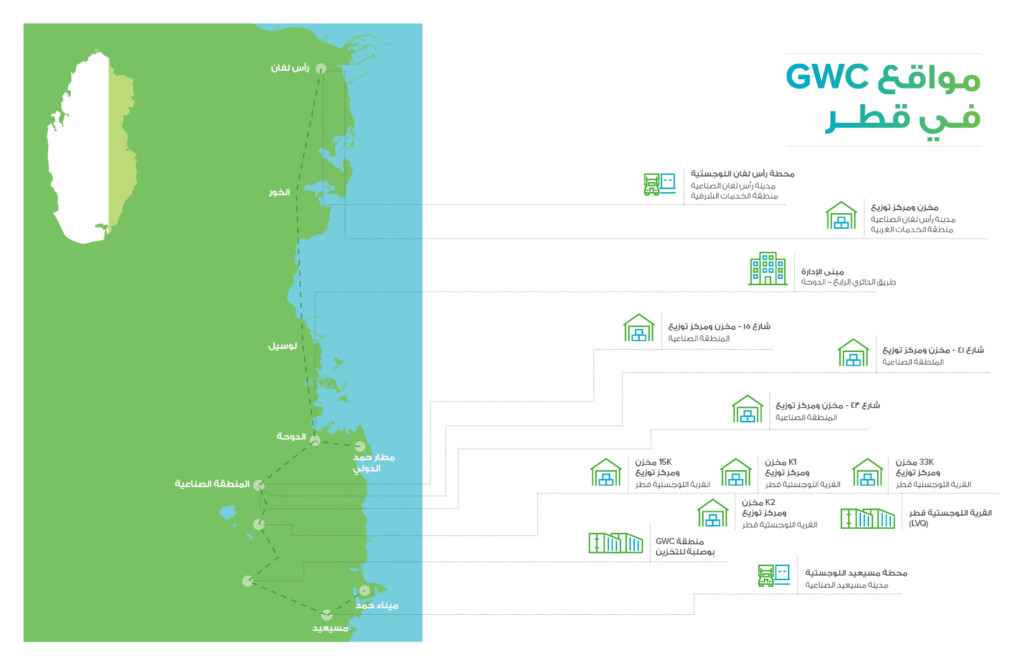 مواقع GWC
في قطر
رأس لفان
الخور
لوسيل
الدوحة
مطار حمد
الدولي
المنطقة الصناعية
ميناء حمد
مسيعيد
محطة رأس لفان اللوجستية
مدينة رأس لفان الصناعية
منطقة الخدمات الشرقية
مخزن ومركز توزيع
مدينة رأس لفان الصناعية
منطقة الخدمات الغربية
مبنى الإدارة
طريق الدائري الرابع – الدوحة
شارع ١٥ - مخزن ومركز توزيع
المنطقة الصناعية
شارع ٤١ - مخزن ومركز توزيع
المنطقة الصناعية
شارع ٤٣ - مخزن ومركز توزيع
المنطقة الصناعية
33K مخزن
ومركز توزيع
القرية اللوجستية قطر
K1 مخزن
ومركز توزيع
القرية اللوجستية قطر
15K مخزن
ومركز توزيع
القرية اللوجستية قطر
القرية اللوجستية قطر
(LVQ)
K2 مخزن
ومركز توزيع
القرية اللوجستية قطر
منطقة GWC
بوصلبة للتخزين
محطة مسيعيد اللوجستية
مدينة مسيعيد الصناعية